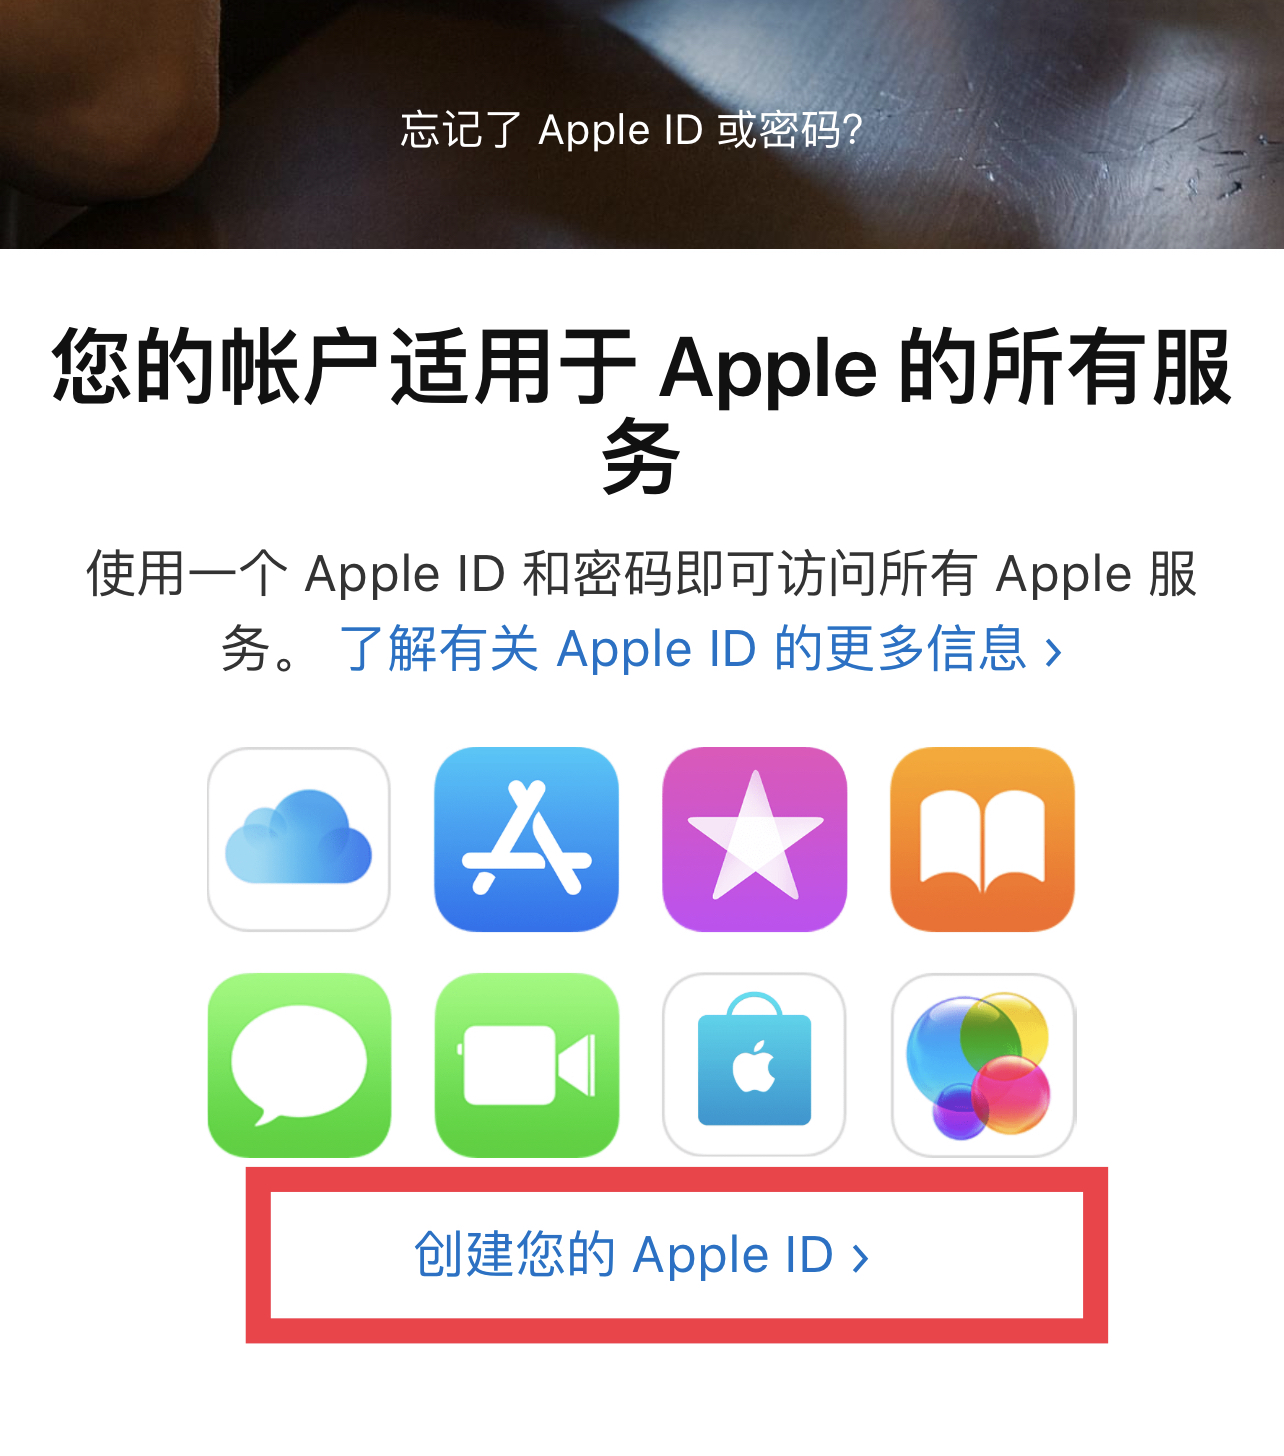 忘记了 Apple ID 或密码?
您的帐户适用于 Apple 的所有服
务
使用一个 Apple ID 和密码即可访问所有 Apple 服
务。 了解有关 Apple ID 的更多信息 ›
创建您的 Apple ID ›